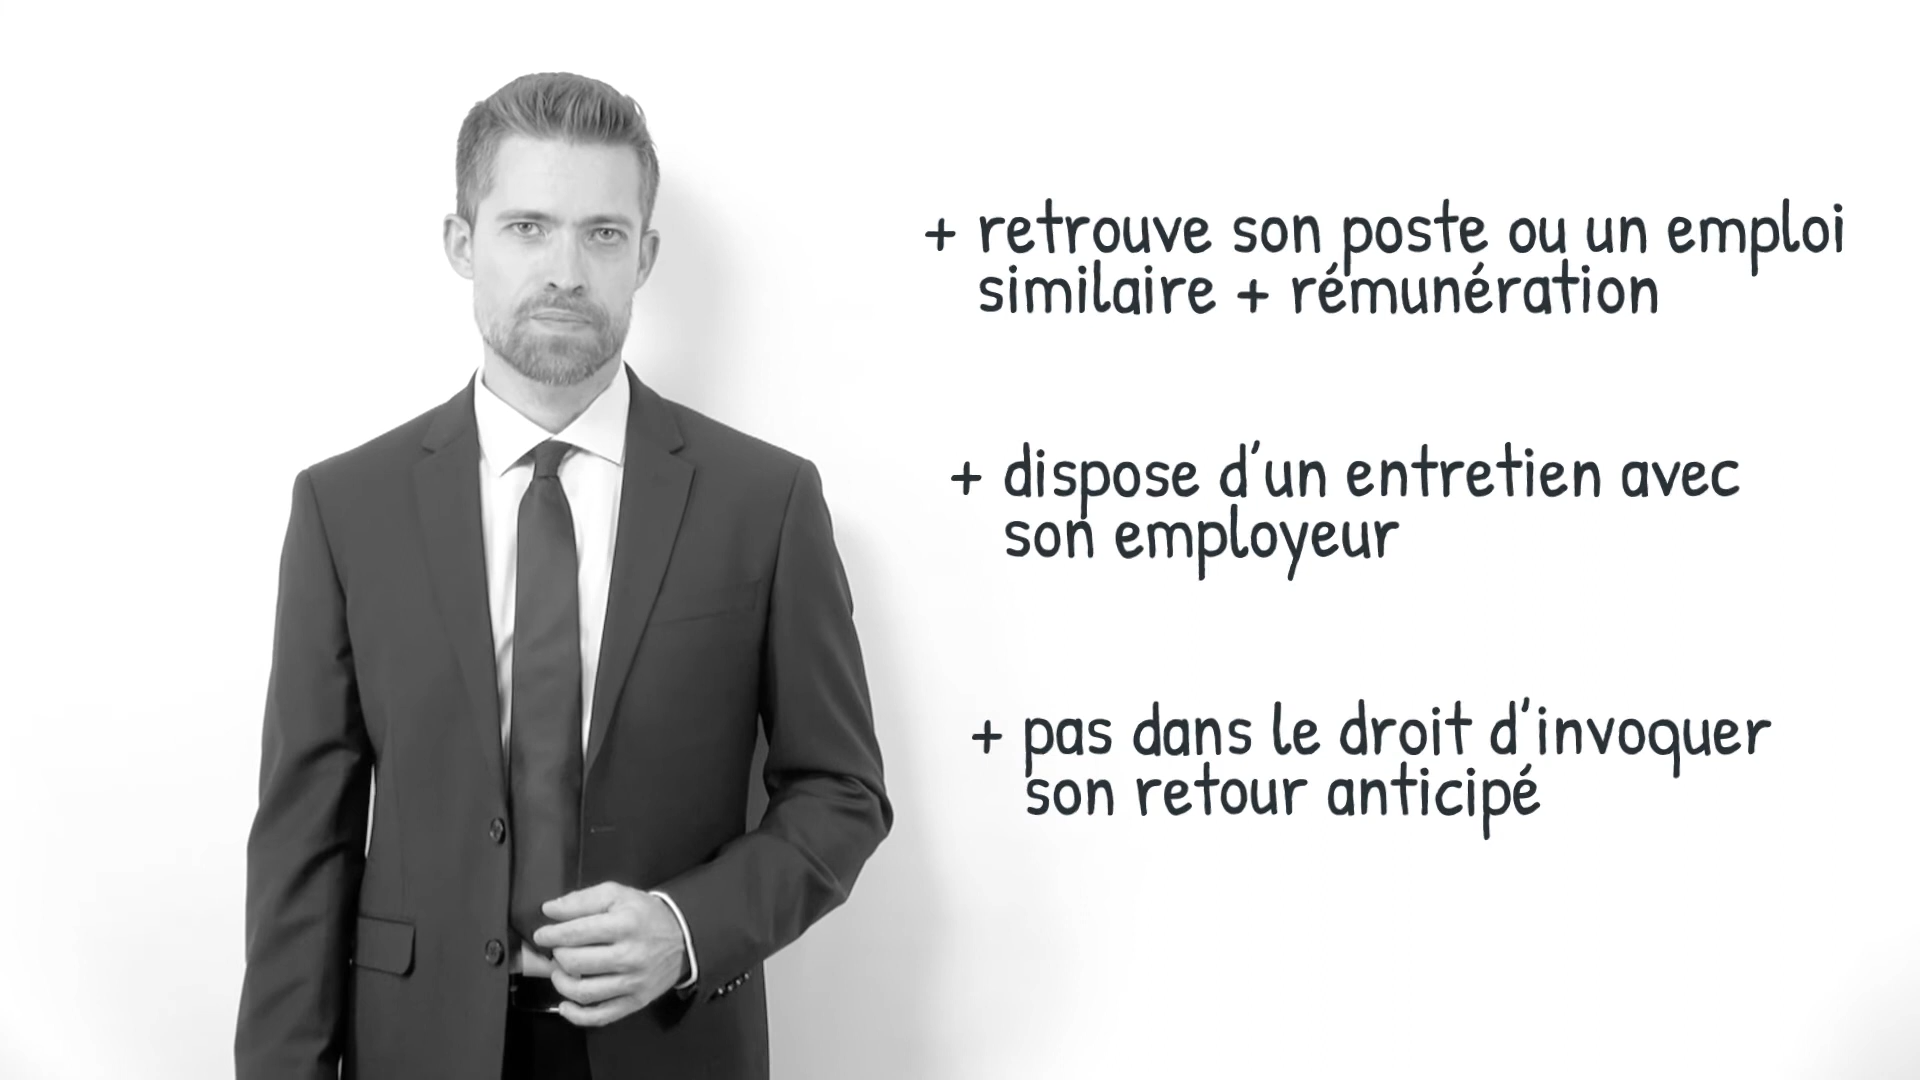 + retrouve son poste ou un emploi
similaire + rémunération
+ dispose d'un entretien avec
son employeur
+ pas dans le droit d'invoquer
son retour anticipé